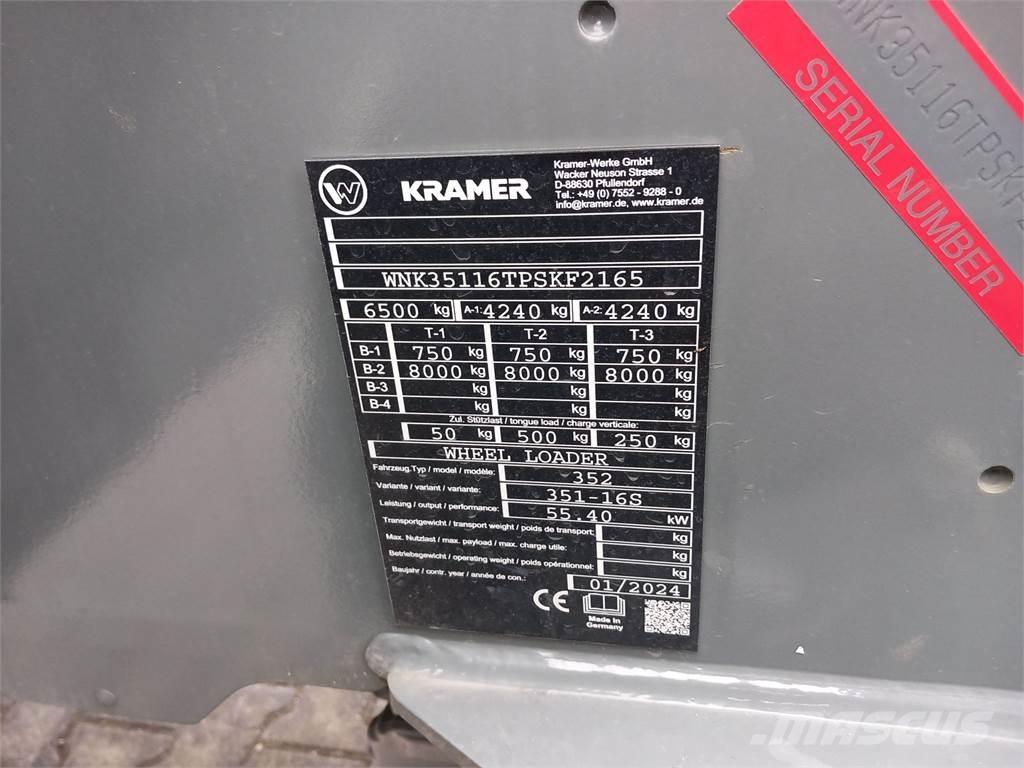 WNK35116TPSKF2
SERIAL NUMBER
W KRAMER
Kramer-Werke GmbH
Wacker Neuson Strasse 1
D-88630 Pfullendorf
Tel.: +49 (0) 7552 - 9288 - 0
info@kramer.de, www.kramer.de
WNK35116TPSKF2165
6500 kg A-1: 4240 kg A-2: 4240 kg
T-1 T-2 T-3
B-1 750 kg 750 kg 750 kg
B-2 8000 kg 8000 kg 8000 kg
B-3 kg kg kg
B-4 kg kg kg
Zul. Stützlast / tongue load / charge verticale:
50 kg 500 kg 250 kg
WHEEL LOADER
Fahrzeug.Typ / model / modèle: 352
Variante / variant / variante: 351-16S
Leistung / output / performance: 55.40 kW
Transportgewicht / transport weight / poids de transport: kg
Max. Nutzlast / max. payload / max. charge utile: kg
Betriebsgewicht / operating weight / poids opérationnel: kg
Baujahr / contr. year / année de con.: 01/2024
CE
Made In
Germany
MASCUS